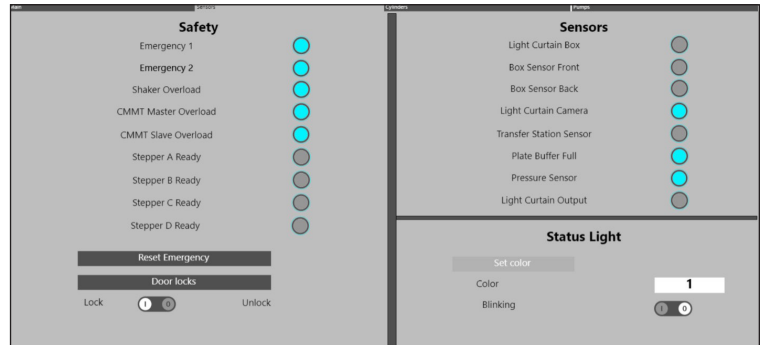 Main
Sensors
Cylinders
Pumps
Safety
Emergency 1
Emergency 2
Shaker Overload
CMMT Master Overload
CMMT Slave Overload
Stepper A Ready
Stepper B Ready
Stepper C Ready
Stepper D Ready
Reset Emergency
Door locks
Lock
I
0
Unlock
Sensors
Light Curtain Box
Box Sensor Front
Box Sensor Back
Light Curtain Camera
Transfer Station Sensor
Plate Buffer Full
Pressure Sensor
Light Curtain Output
Status Light
Set color
Color
1
Blinking
I
0